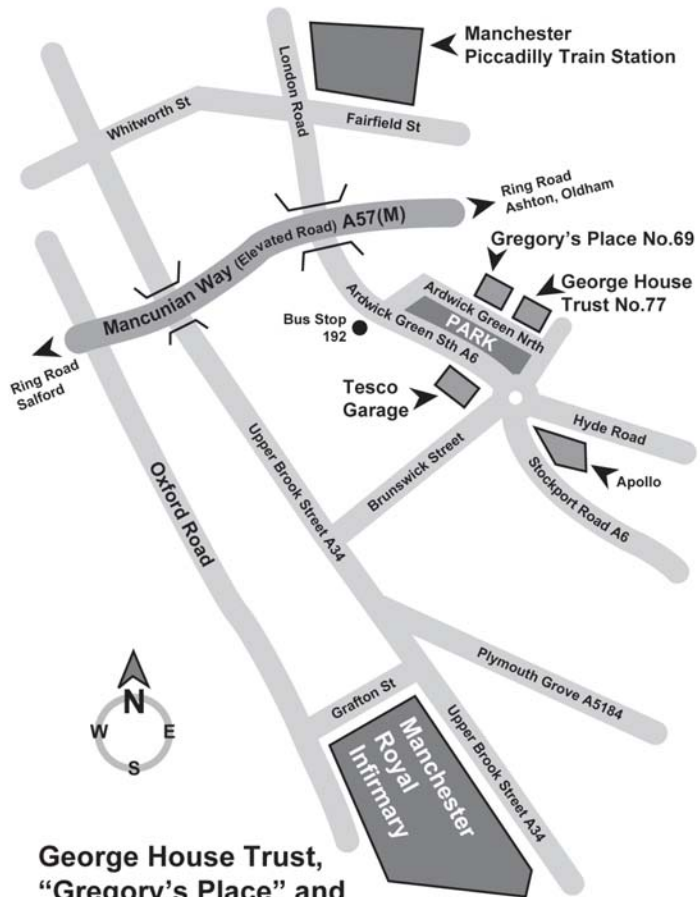 Manchester
Piccadilly Train Station
London Road
Whitworth St
Fairfield St
Ring Road
Ashton, Oldham
Mancunian Way (Elevated Road) A57(M)
Gregory's Place No.69
George House
Trust No.77
Ardwick Green Nrth
PARK
Bus Stop
192
Ardwick Green Sth A6
Ring Road
Salford
Tesco
Garage
Hyde Road
Apollo
Brunswick Street
Stockport Road A6
Upper Brook Street A34
Oxford Road
Plymouth Grove A5184
Grafton St
N
W
E
S
Manchester
Royal
Infirmary
Upper Brook Street A34
George House Trust,
“Gregory's Place” and